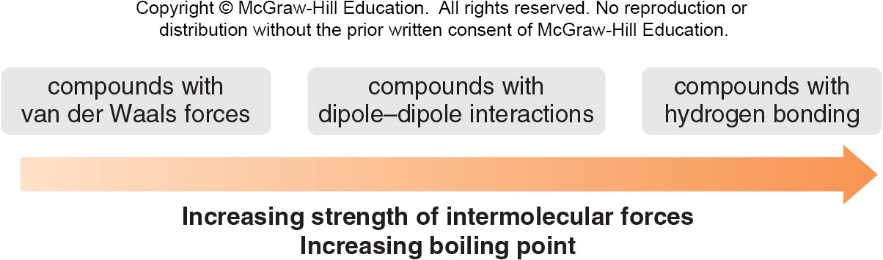 Copyright © McGraw-Hill Education.  All rights reserved. No reproduction or
distribution without the prior written consent of McGraw-Hill Education.
compounds with
van der Waals forces
compounds with
dipole–dipole interactions
compounds with
hydrogen bonding
Increasing strength of intermolecular forces
Increasing boiling point